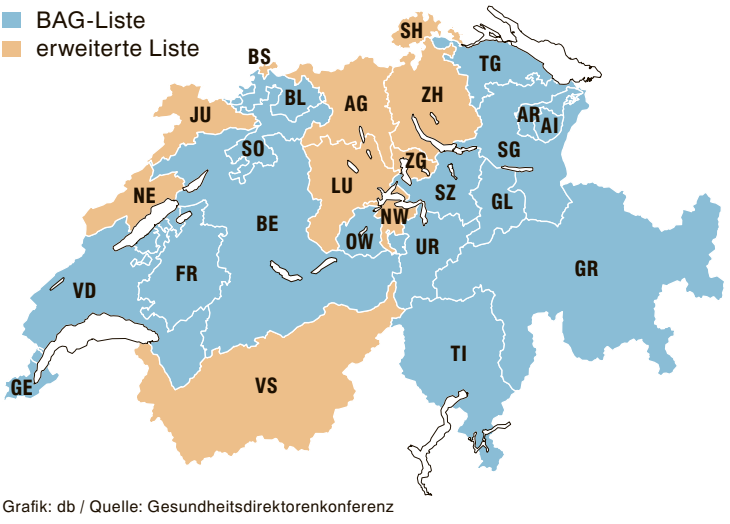 BAG-Liste
erweiterte Liste
SH
BS
TG
BL
AG
ZH
JU
AR
AI
SO
SG
ZG
LU
NE
SZ
GL
NW
BE
OW
UR
FR
GR
VD
TI
GE
VS
Grafik: db / Quelle: Gesundheitsdirektorenkonferenz